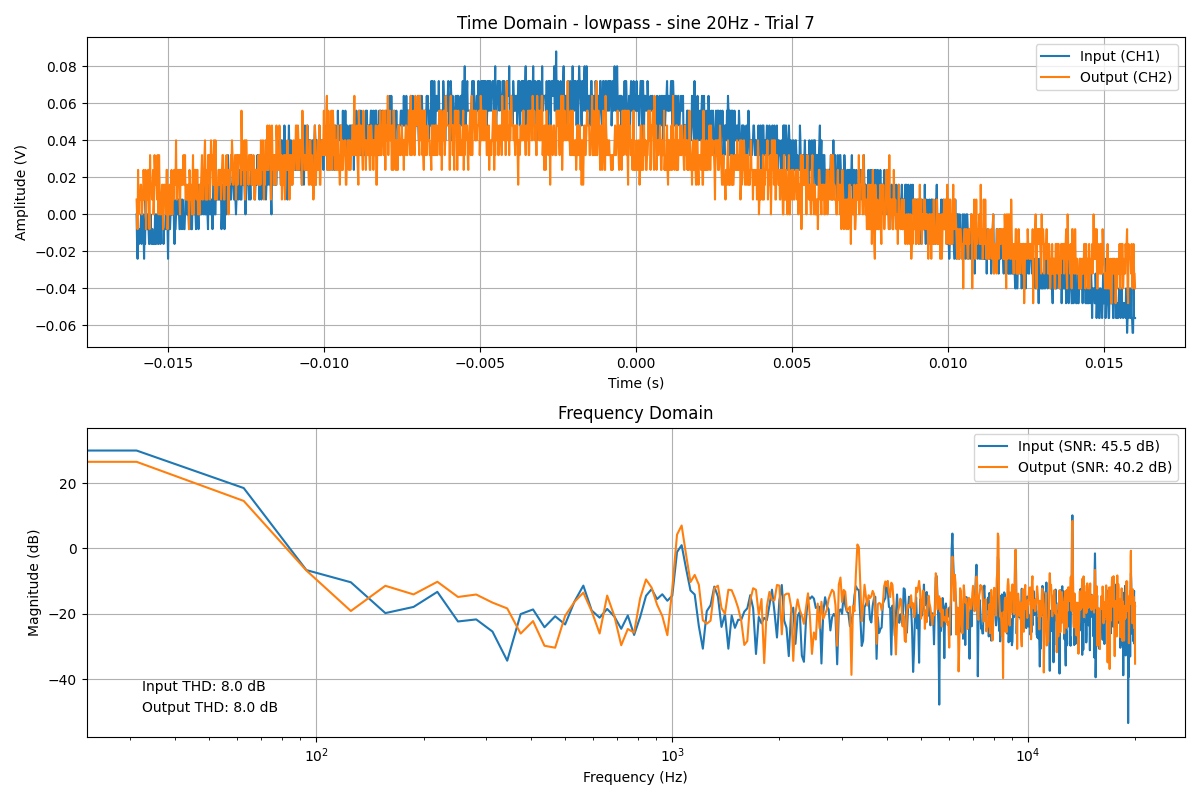 Time Domain - lowpass - sine 20Hz - Trial 7
Input (CH1)
Output (CH2)
Amplitude (V)
0.08
0.06
0.04
0.02
0.00
−0.02
−0.04
−0.06
−0.015
−0.010
−0.005
0.000
0.005
0.010
0.015
Time (s)
Frequency Domain
Input (SNR: 45.5 dB)
Output (SNR: 40.2 dB)
Magnitude (dB)
20
0
−20
−40
Input THD: 8.0 dB
Output THD: 8.0 dB
10²
10³
10⁴
Frequency (Hz)